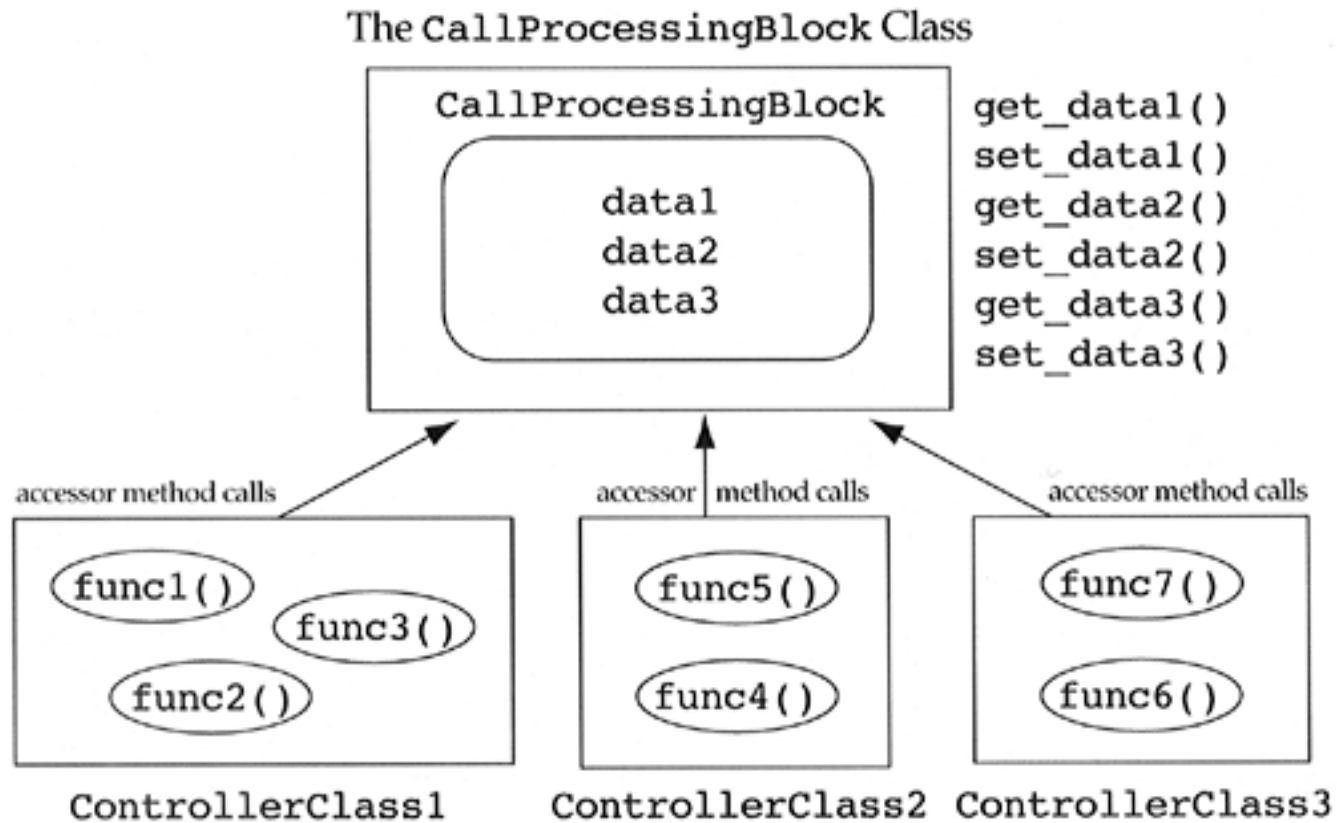 The CallProcessingBlock Class
CallProcessingBlock
data1
data2
data3
get_data1()
set_data1()
get_data2()
set_data2()
get_data3()
set_data3()
accessor method calls
accessor method calls
accessor method calls
func1()
func3()
func2()
func5()
func4()
func7()
func6()
ControllerClass1
ControllerClass2
ControllerClass3